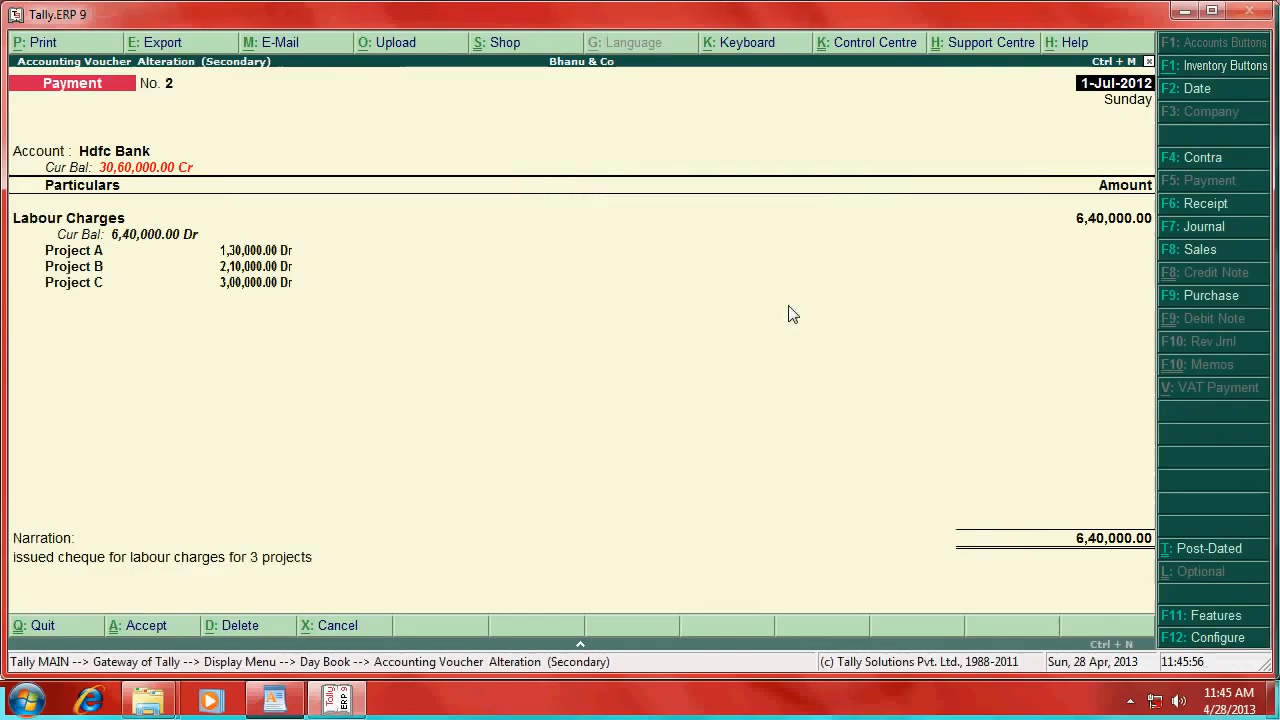 Tally.ERP 9
P: Print E: Export M: E-Mail O: Upload S: Shop G: Language K: Keyboard K: Control Centre H: Support Centre H: Help
Accounting Voucher Alteration (Secondary) Bhanu & Co Ctrl + M
Payment No. 2 1-Jul-2012
Sunday
Account : Hdfc Bank
Cur Bal: 30,60,000.00 Cr
Particulars Amount
Labour Charges 6,40,000.00
Cur Bal: 6,40,000.00 Dr
Project A 1,30,000.00 Dr
Project B 2,10,000.00 Dr
Project C 3,00,000.00 Dr
Narration: 6,40,000.00
issued cheque for labour charges for 3 projects
Q: Quit A: Accept D: Delete X: Cancel
Ctrl + N
F1: Accounts Buttons
F1: Inventory Buttons
F2: Date
F3: Company
F4: Contra
F5: Payment
F6: Receipt
F7: Journal
F8: Sales
F8: Credit Note
F9: Purchase
F9: Debit Note
F10: Rev Jrnl
F10: Memos
V: VAT Payment
T: Post-Dated
L: Optional
F11: Features
F12: Configure
Tally MAIN --> Gateway of Tally --> Display Menu --> Day Book --> Accounting Voucher Alteration (Secondary) (c) Tally Solutions Pvt. Ltd., 1988-2011 Sun, 28 Apr, 2013 11:45:56
Tally ERP 9
11:45 AM
4/28/2013